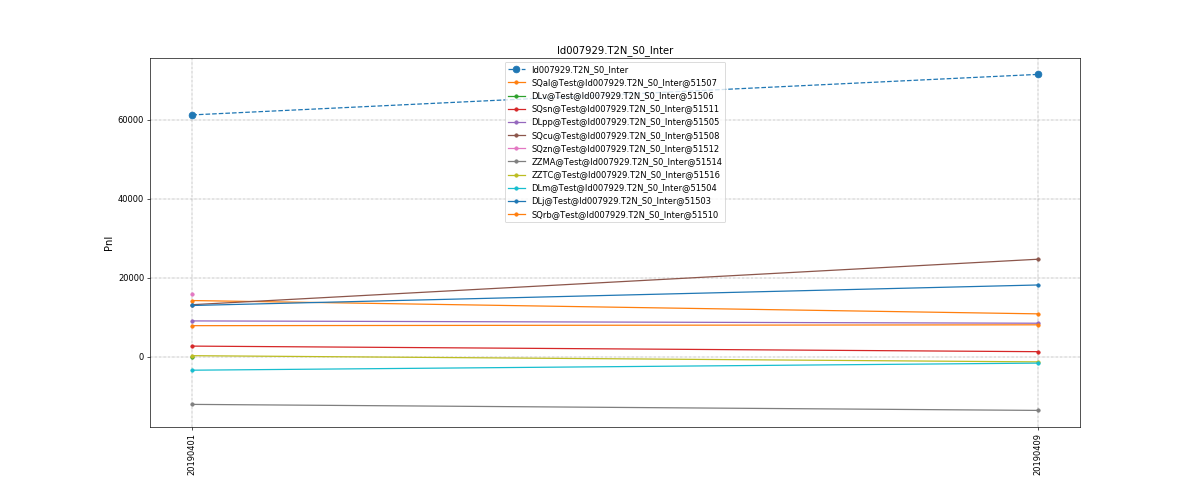 Id007929.T2N_S0_Inter
Id007929.T2N_S0_Inter
SQal@Test@Id007929.T2N_S0_Inter@51507
DLv@Test@Id007929.T2N_S0_Inter@51506
SQsn@Test@Id007929.T2N_S0_Inter@51511
DLpp@Test@Id007929.T2N_S0_Inter@51505
SQcu@Test@Id007929.T2N_S0_Inter@51508
SQzn@Test@Id007929.T2N_S0_Inter@51512
ZZMA@Test@Id007929.T2N_S0_Inter@51514
ZZTC@Test@Id007929.T2N_S0_Inter@51516
DLm@Test@Id007929.T2N_S0_Inter@51504
DLj@Test@Id007929.T2N_S0_Inter@51503
SQrb@Test@Id007929.T2N_S0_Inter@51510
60000
40000
20000
0
Pnl
20190401
20190409